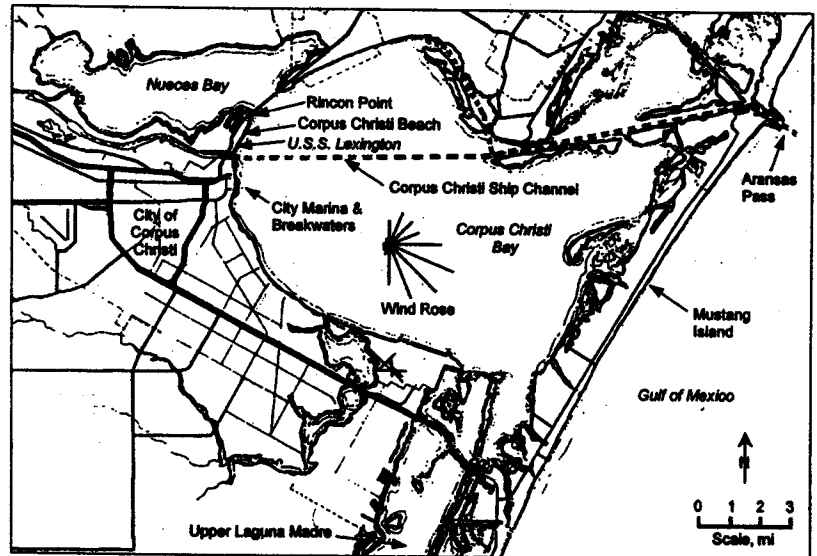 Nueces Bay
Rincon Point
Corpus Christi Beach
U.S.S. Lexington
Corpus Christi Ship Channel
Aransas
Pass
City of
Corpus
Christi
City Marina &
Breakwaters
Corpus Christi
Bay
Wind Rose
Mustang
Island
Gulf of Mexico
N
0 1 2 3
Scale, mi
Upper Laguna Madre